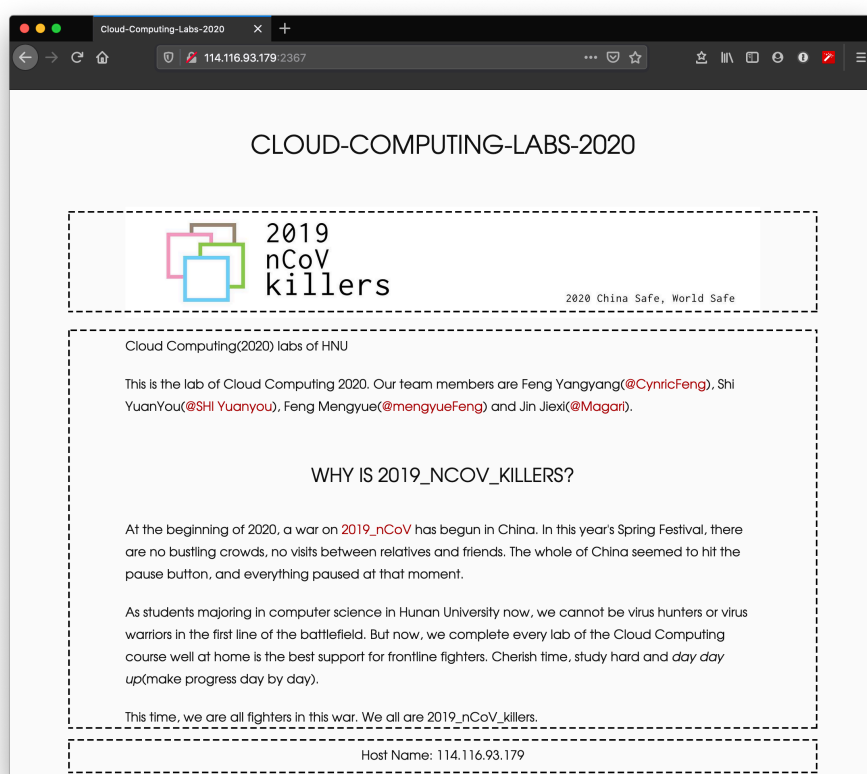 Cloud-Computing-Labs-2020
114.116.93.179:2367
CLOUD-COMPUTING-LABS-2020
2019
nCoV
killers
2020 China Safe, World Safe
Cloud Computing(2020) labs of HNU
This is the lab of Cloud Computing 2020. Our team members are Feng Yangyang(@CynricFeng), Shi
YuanYou(@SHI Yuanyou), Feng Mengyue(@mengyueFeng) and Jin Jiexi(@Magari).
WHY IS 2019_NCOV_KILLERS?
At the beginning of 2020, a war on 2019_nCoV has begun in China. In this year's Spring Festival, there
are no bustling crowds, no visits between relatives and friends. The whole of China seemed to hit the
pause button, and everything paused at that moment.
As students majoring in computer science in Hunan University now, we cannot be virus hunters or virus
warriors in the first line of the battlefield. But now, we complete every lab of the Cloud Computing
course well at home is the best support for frontline fighters. Cherish time, study hard and day day
up(make progress day by day).
This time, we are all fighters in this war. We all are 2019_nCoV_killers.
Host Name: 114.116.93.179